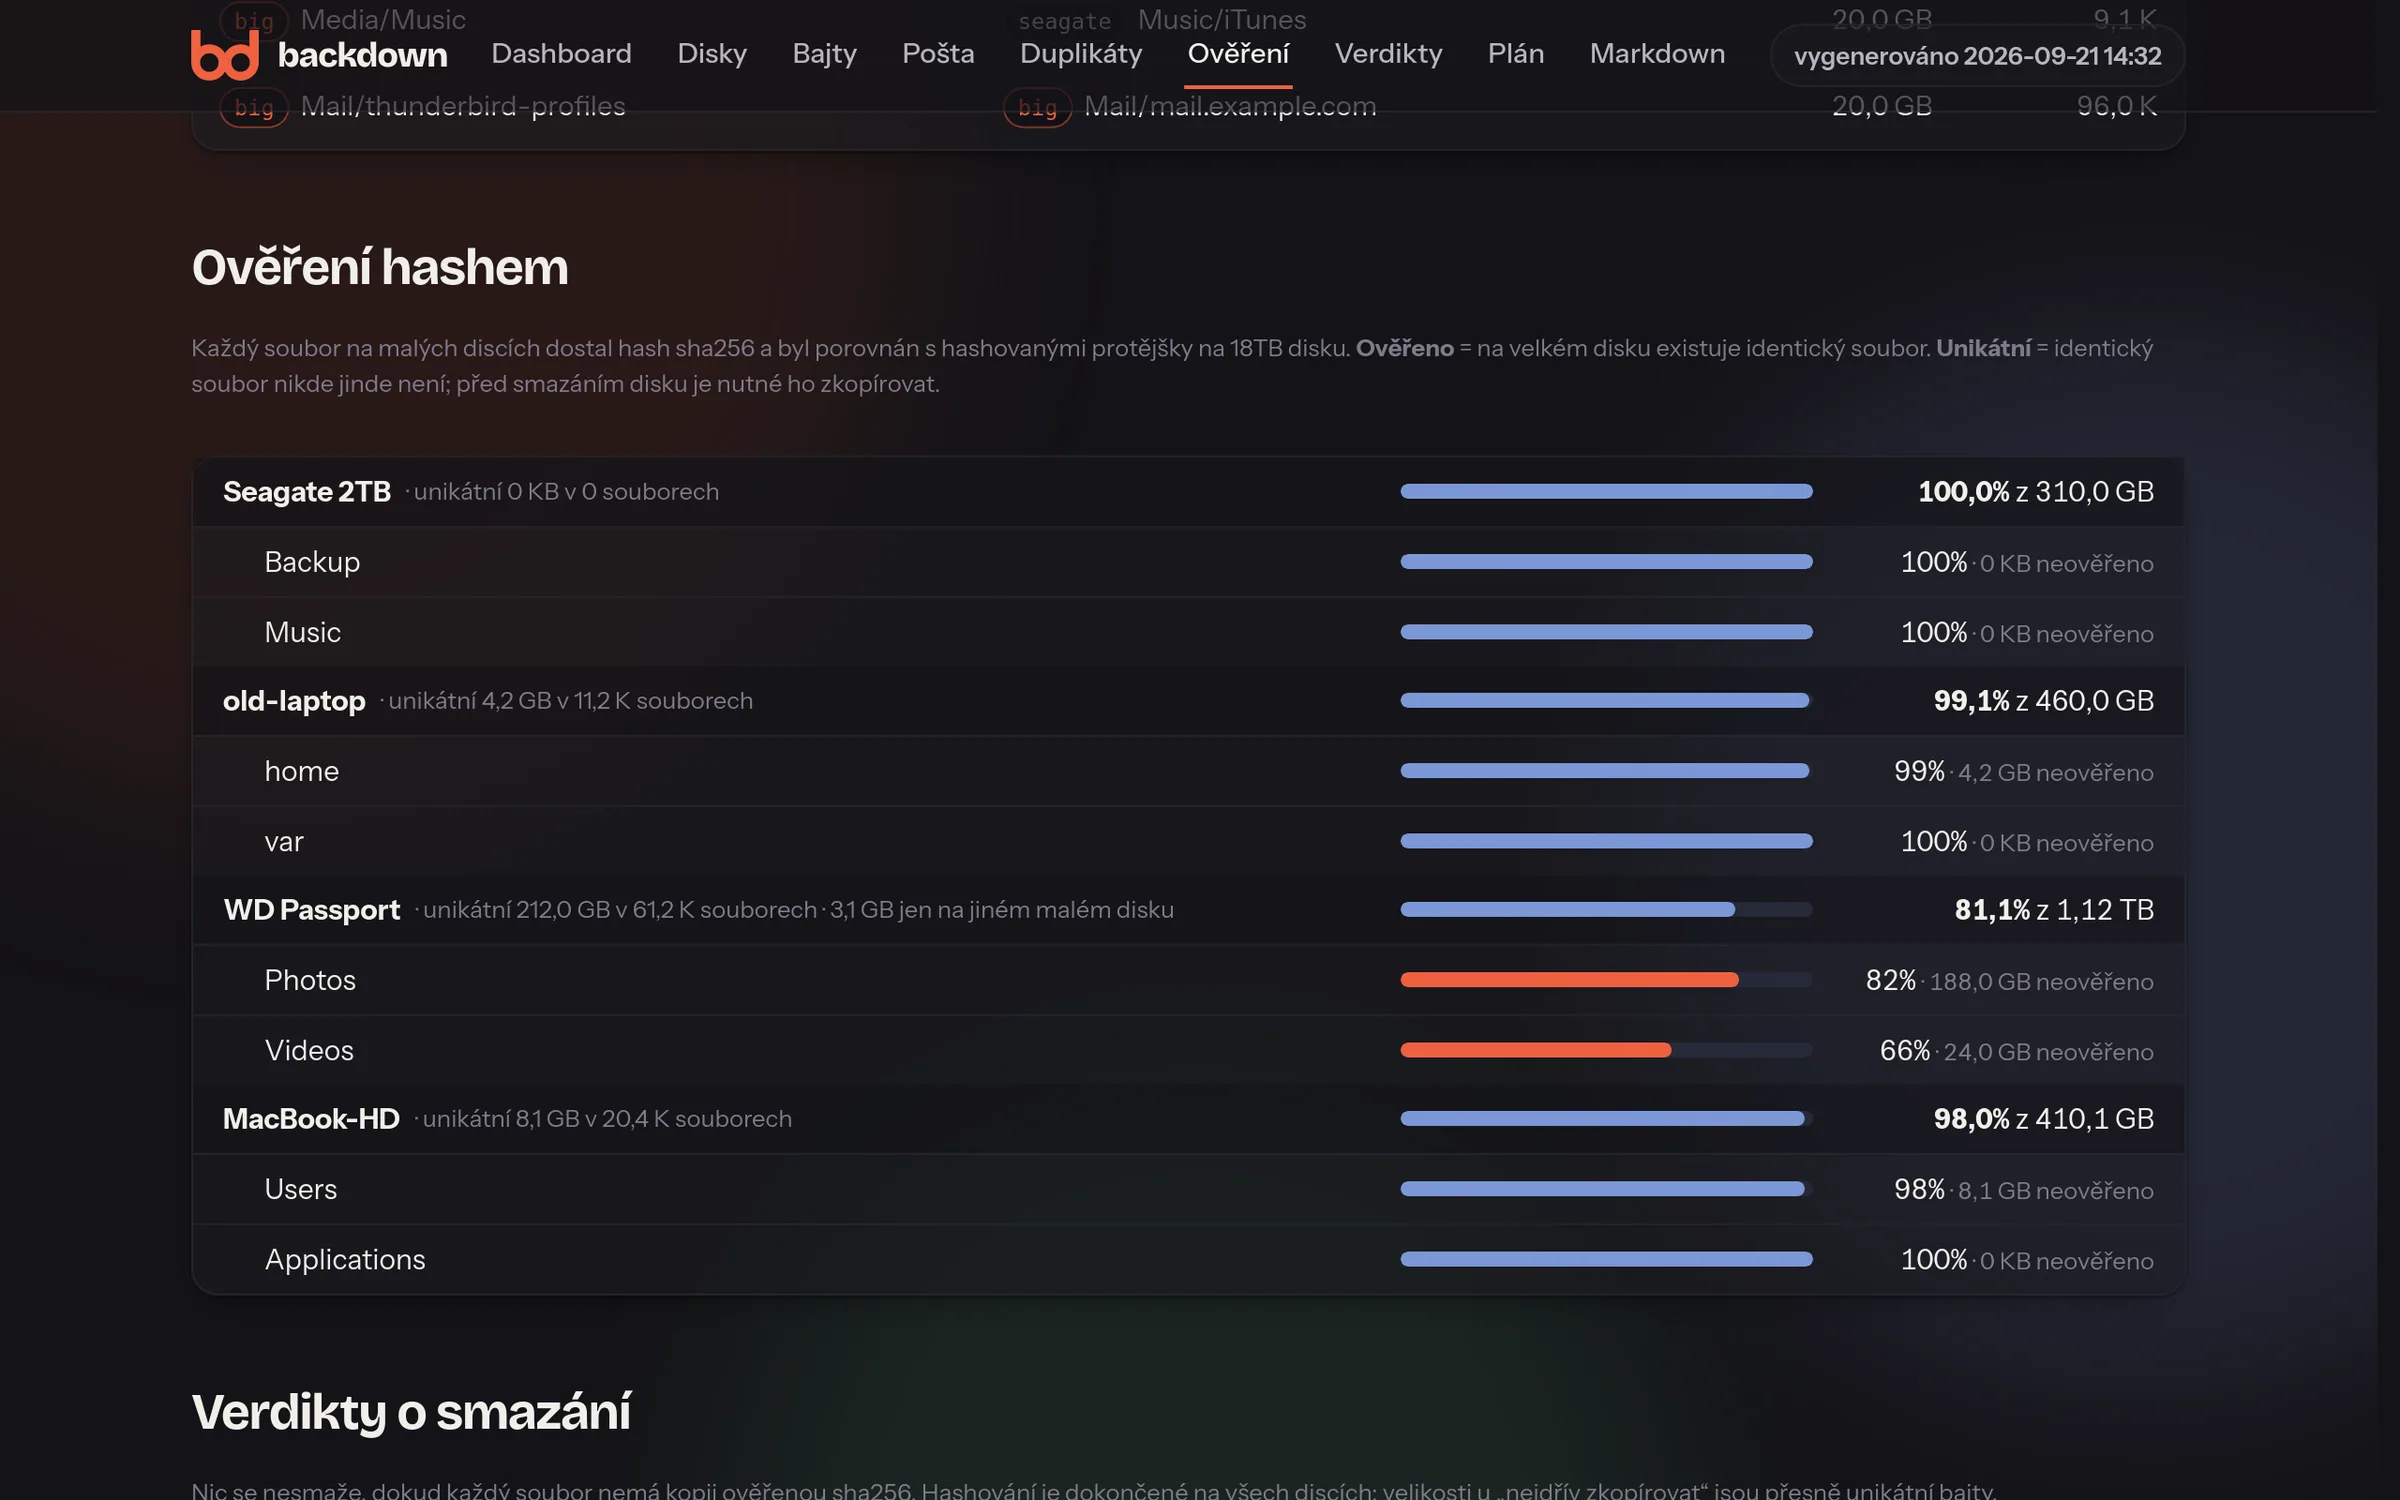 big Media/Music seagate Music/iTunes 20,0 GB 9,1 K
bd backdown Dashboard Disky Bajty Pošta Duplikáty Ověření Verdikty Plán Markdown vygenerováno 2026-09-21 14:32
big Mail/thunderbird-profiles big Mail/mail.example.com 20,0 GB 96,0 K
Ověření hashem
Každý soubor na malých discích dostal hash sha256 a byl porovnán s hashovanými protějšky na 18TB disku. Ověřeno = na velkém disku existuje identický soubor. Unikátní = identický
soubor nikde jinde není; před smazáním disku je nutné ho zkopírovat.
Seagate 2TB · unikátní 0 KB v 0 souborech 100,0% z 310,0 GB
Backup 100% · 0 KB neověřeno
Music 100% · 0 KB neověřeno
old-laptop · unikátní 4,2 GB v 11,2 K souborech 99,1% z 460,0 GB
home 99% · 4,2 GB neověřeno
var 100% · 0 KB neověřeno
WD Passport · unikátní 212,0 GB v 61,2 K souborech · 3,1 GB jen na jiném malém disku 81,1% z 1,12 TB
Photos 82% · 188,0 GB neověřeno
Videos 66% · 24,0 GB neověřeno
MacBook-HD · unikátní 8,1 GB v 20,4 K souborech 98,0% z 410,1 GB
Users 98% · 8,1 GB neověřeno
Applications 100% · 0 KB neověřeno
Verdikty o smazání
Nic se nesmaže, dokud každý soubor nemá kopii ověřenou sha256. Hashování je dokončené na všech discích; velikosti u „nejdřív zkopírovat“ jsou přesně unikátní bajty.